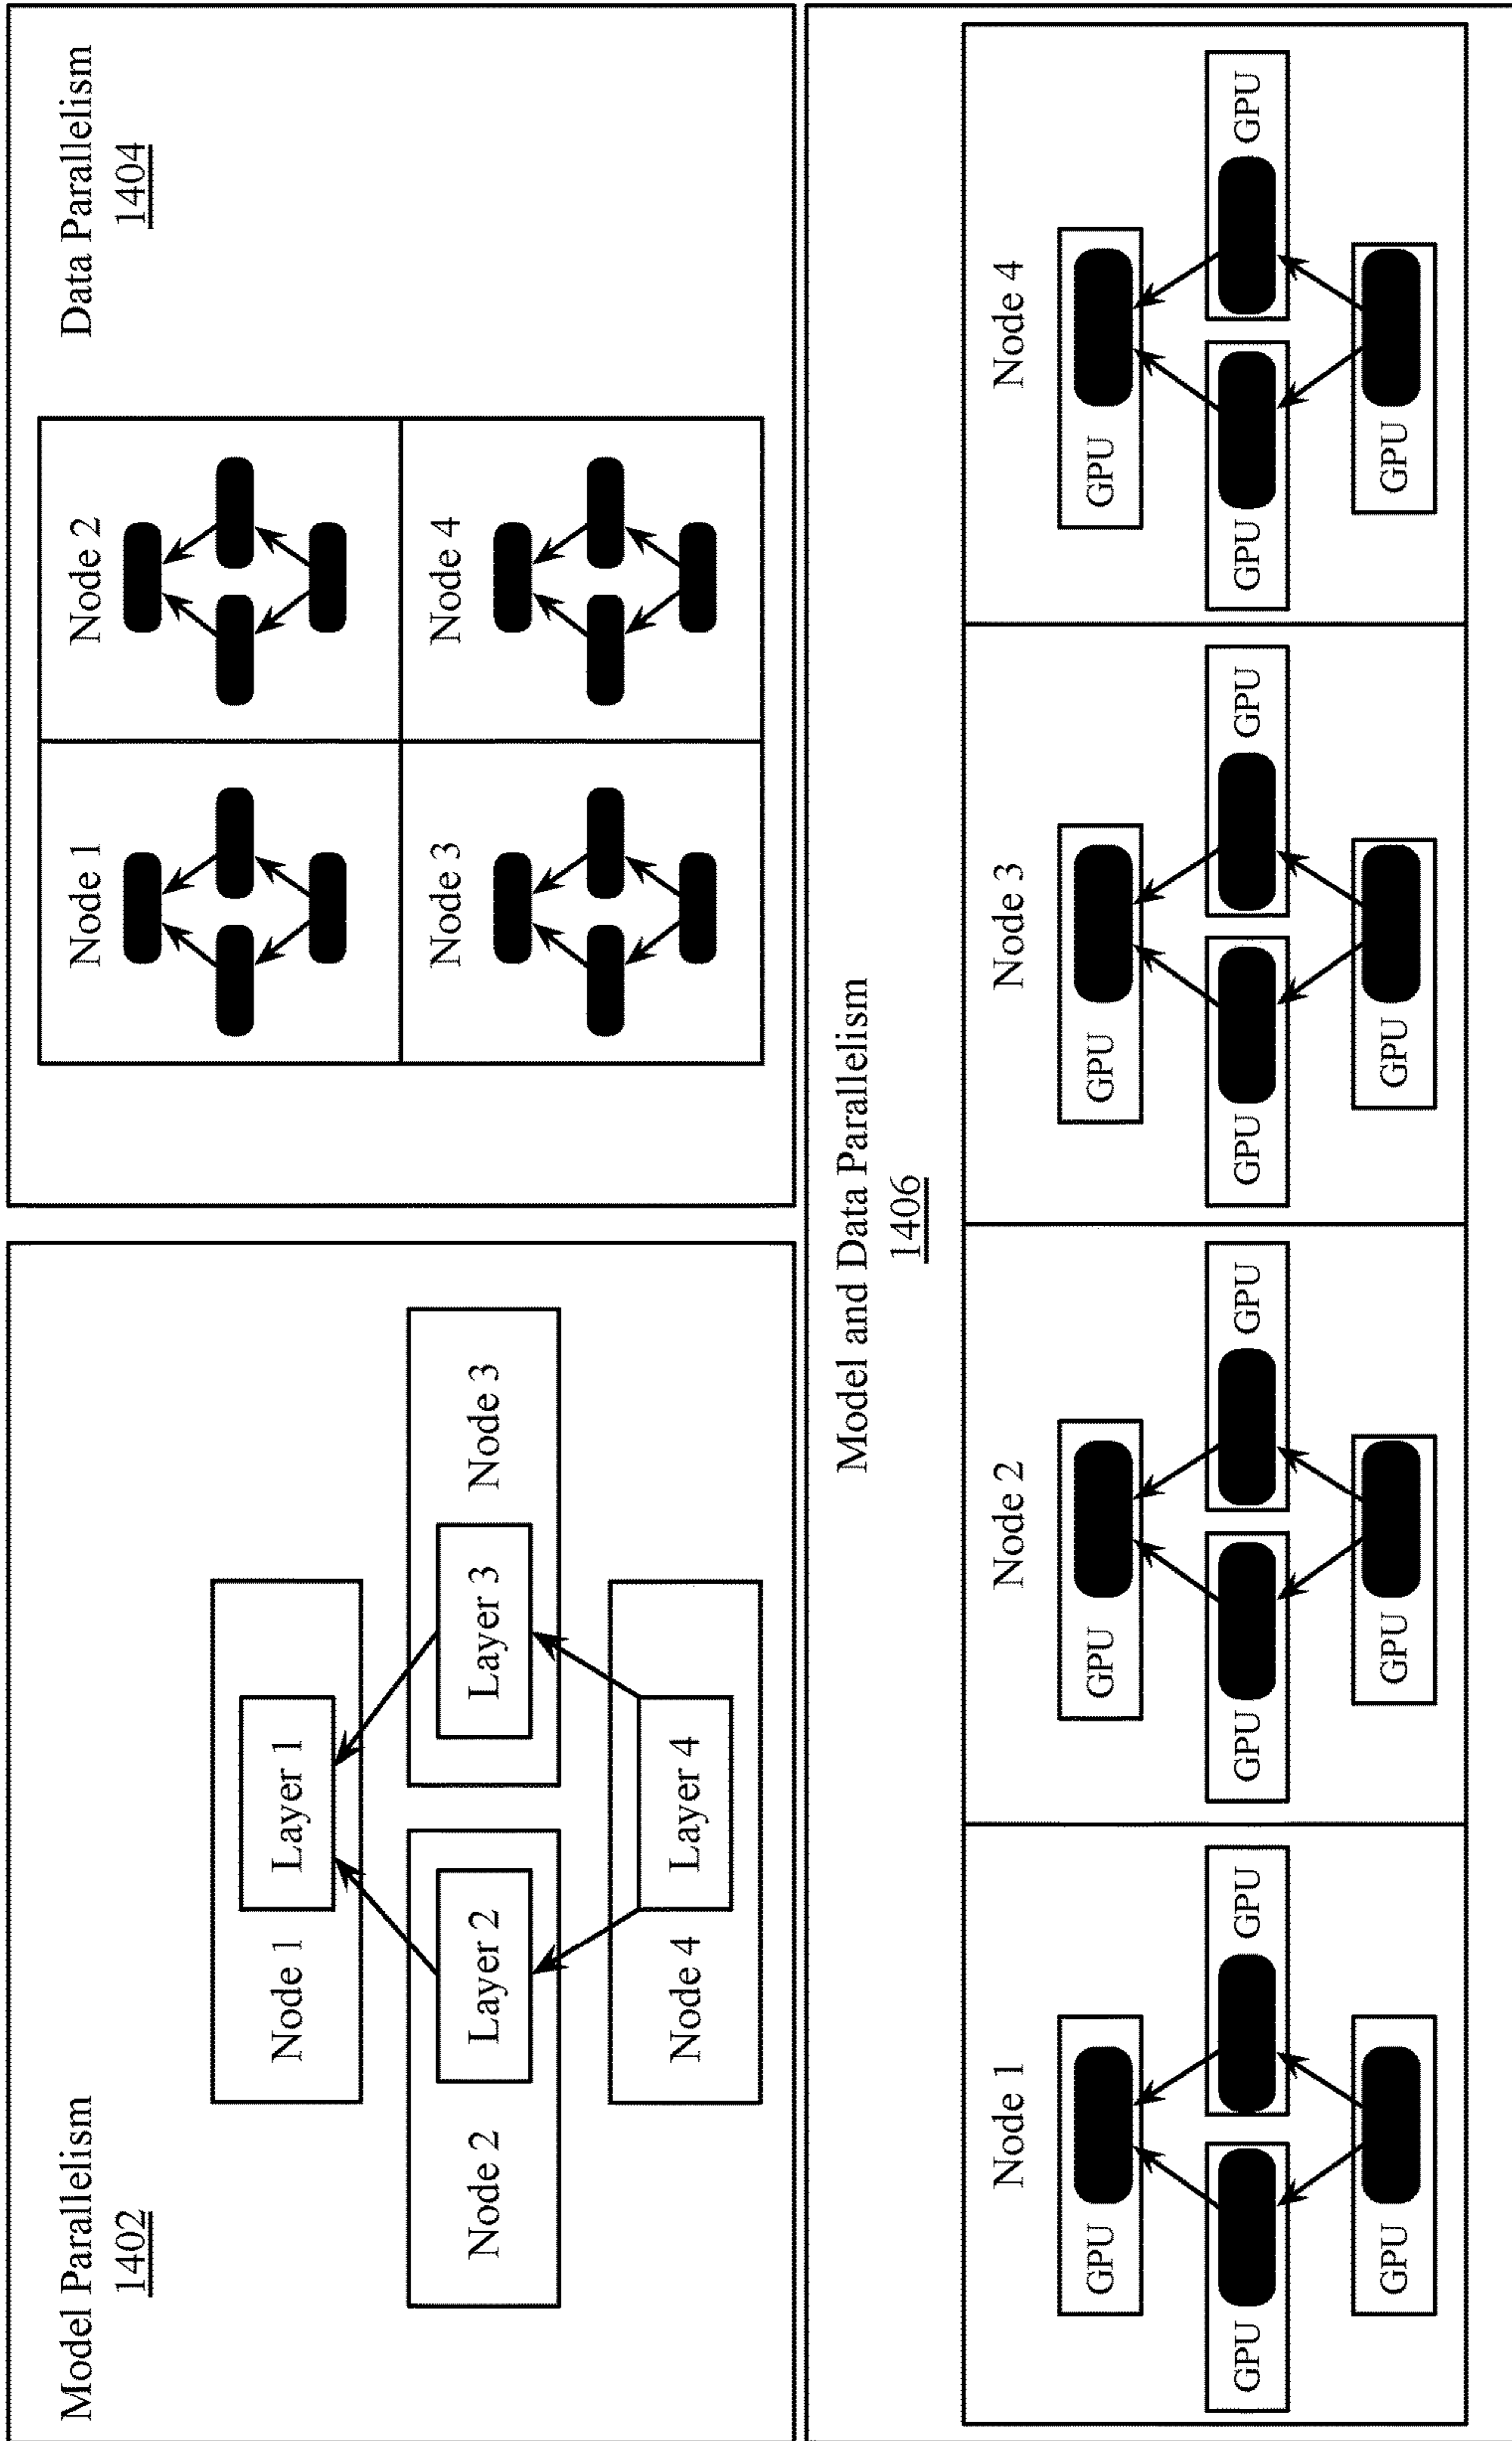 Model Parallelism
1402
Node 1
Layer 1
Node 2
Layer 2
Layer 3
Node 3
Node 4
Layer 4
Data Parallelism
1404
Node 1
Node 2
Node 3
Node 4
Model and Data Parallelism
1406
Node 1
GPU
GPU
GPU
GPU
Node 2
GPU
GPU
GPU
GPU
Node 3
GPU
GPU
GPU
GPU
Node 4
GPU
GPU
GPU
GPU